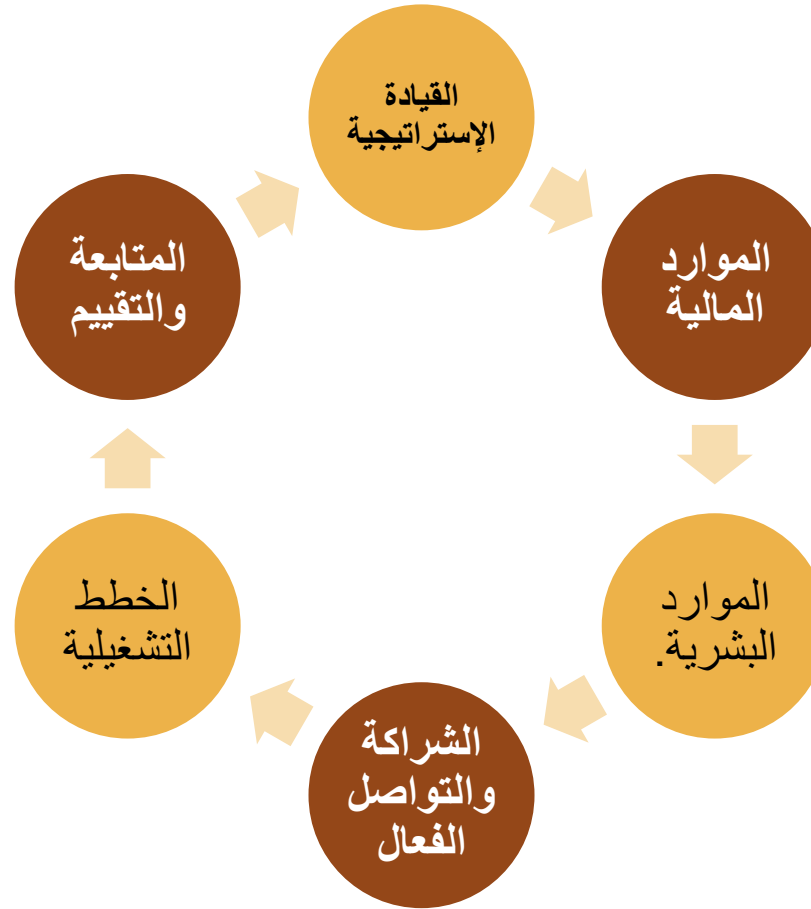 القيادة
الإستراتيجية
الموارد
المالية
الموارد
البشرية.
الشراكة
والتواصل
الفعال
الخطط
التشغيلية
المتابعة
والتقييم